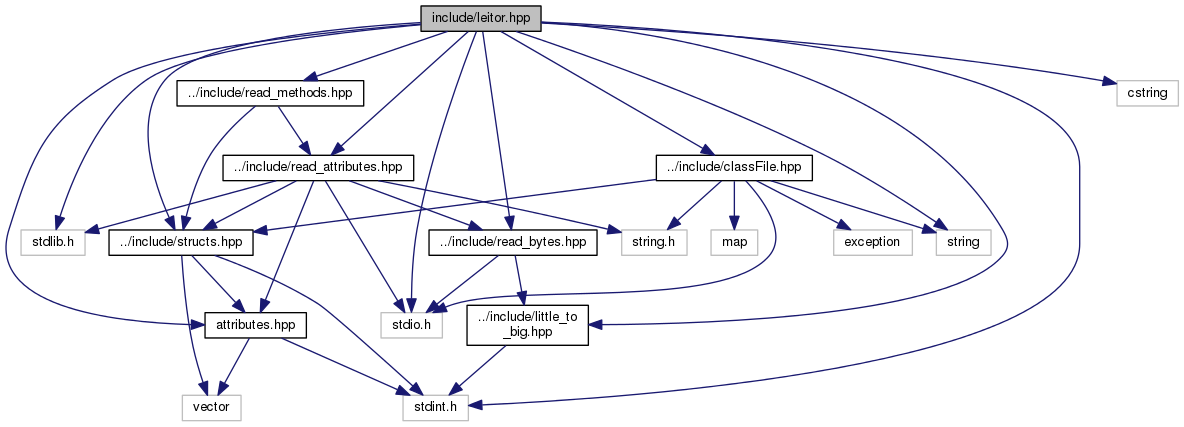 include/leitor.hpp
../include/read_methods.hpp
cstring
../include/read_attributes.hpp
../include/classFile.hpp
stdlib.h
../include/structs.hpp
../include/read_bytes.hpp
string.h
map
exception
string
attributes.hpp
stdio.h
../include/little_to
_big.hpp
vector
stdint.h